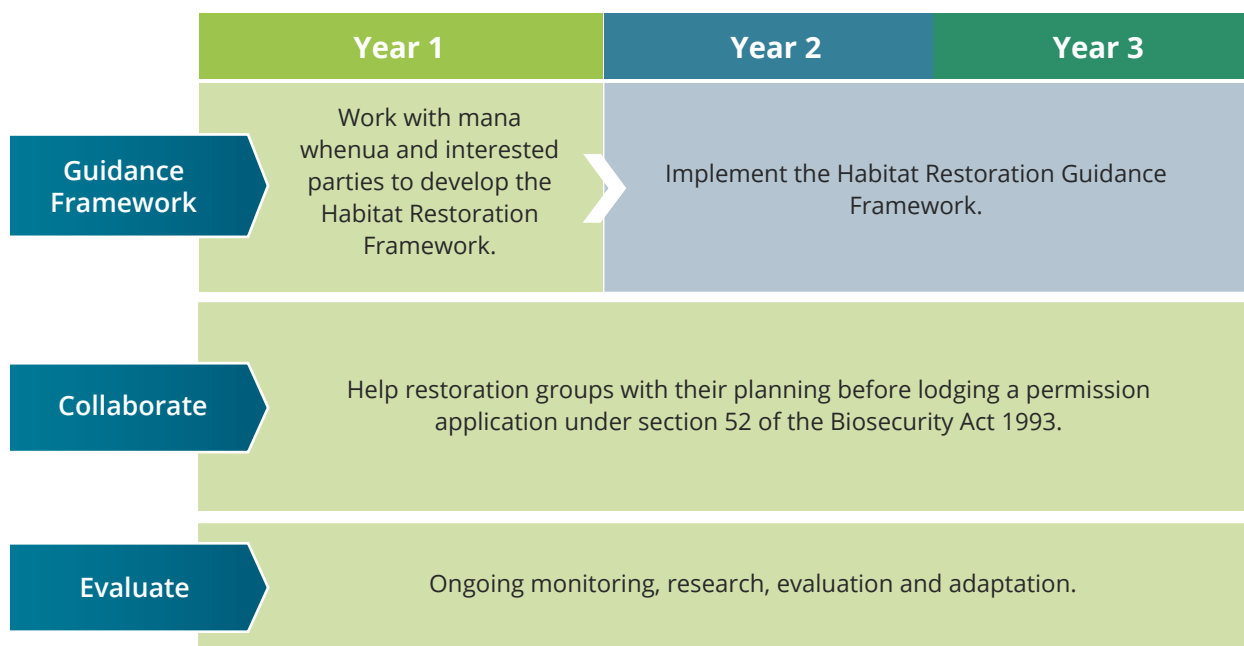 Year 1
Year 2
Year 3
Guidance
Framework
Work with mana
whenua and interested
parties to develop the
Habitat Restoration
Framework.
Implement the Habitat Restoration Guidance
Framework.
Collaborate
Help restoration groups with their planning before lodging a permission
application under section 52 of the Biosecurity Act 1993.
Evaluate
Ongoing monitoring, research, evaluation and adaptation.